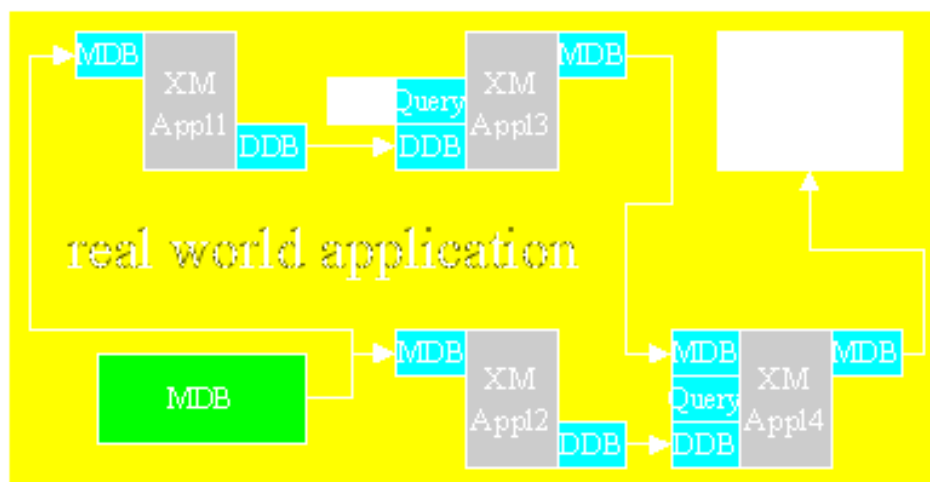 MDB
XM
Appl1
DDB
Query
DDB
XM
Appl3
MDB
real world application
MDB
MDB
XM
Appl2
DDB
MDB
Query
DDB
XM
Appl4
MDB